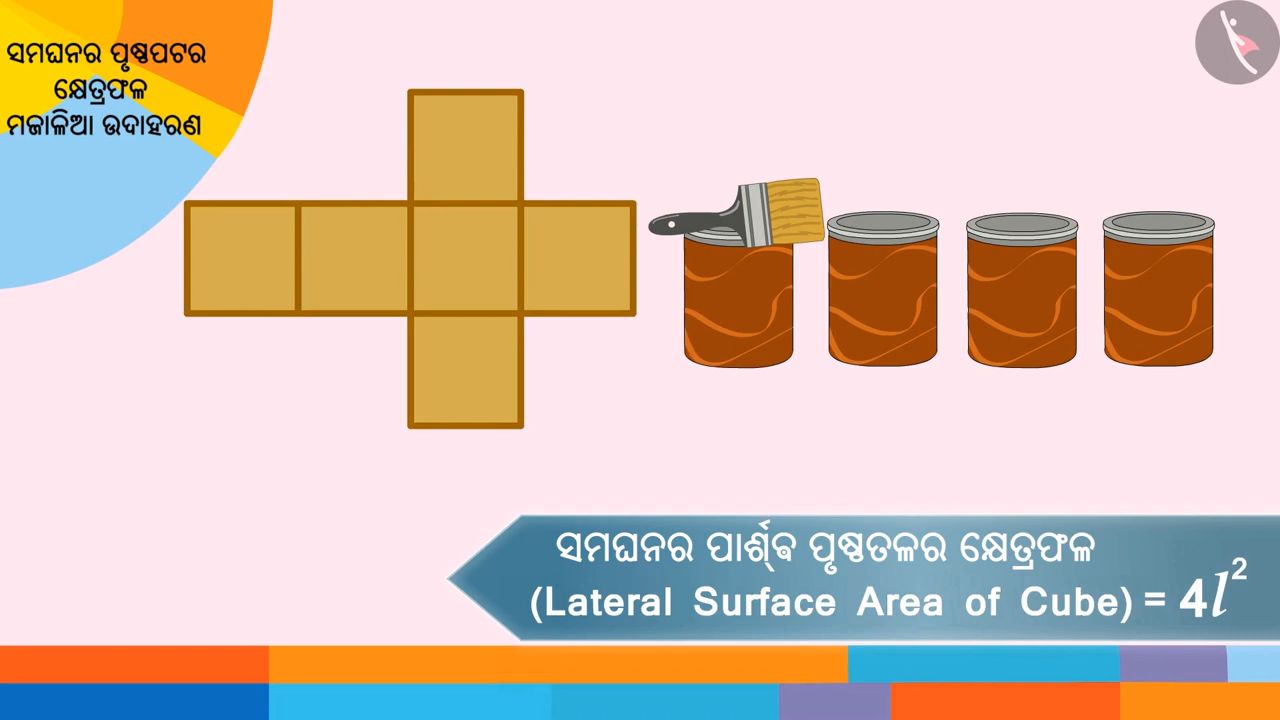 ସମଘନର ପୃଷ୍ଠପଟର
କ୍ଷେତ୍ରଫଳ
ମଜାଳିଆ ଉଦାହରଣ
ସମଘନର ପାର୍ଶ୍ଵ ପୃଷ୍ଠତଳର କ୍ଷେତ୍ରଫଳ
(Lateral Surface Area of Cube) = 4l²